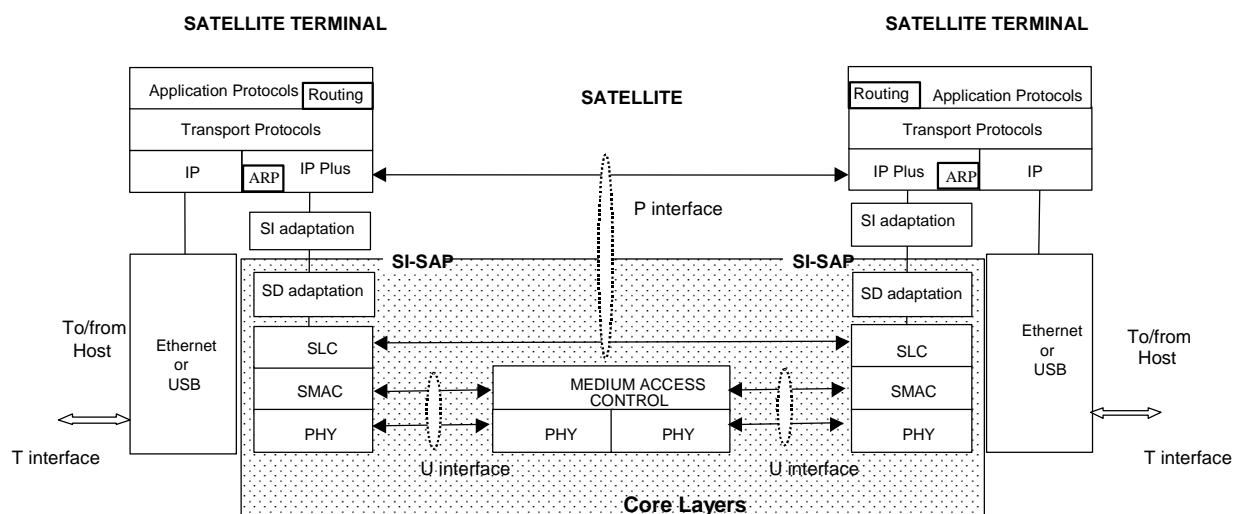 SATELLITE TERMINAL
SATELLITE TERMINAL
Application Protocols
Routing
SATELLITE
Routing
Application Protocols
Transport Protocols
Transport Protocols
IP
ARP
IP Plus
IP Plus
ARP
IP
P interface
SI adaptation
SI adaptation
SI-SAP
SI-SAP
SD adaptation
SD adaptation
To/from
Host
Ethernet
or
USB
SLC
SLC
Ethernet
or
USB
To/from
Host
SMAC
MEDIUM ACCESS
CONTROL
SMAC
PHY
PHY
PHY
PHY
T interface
U interface
U interface
T interface
Core Layers